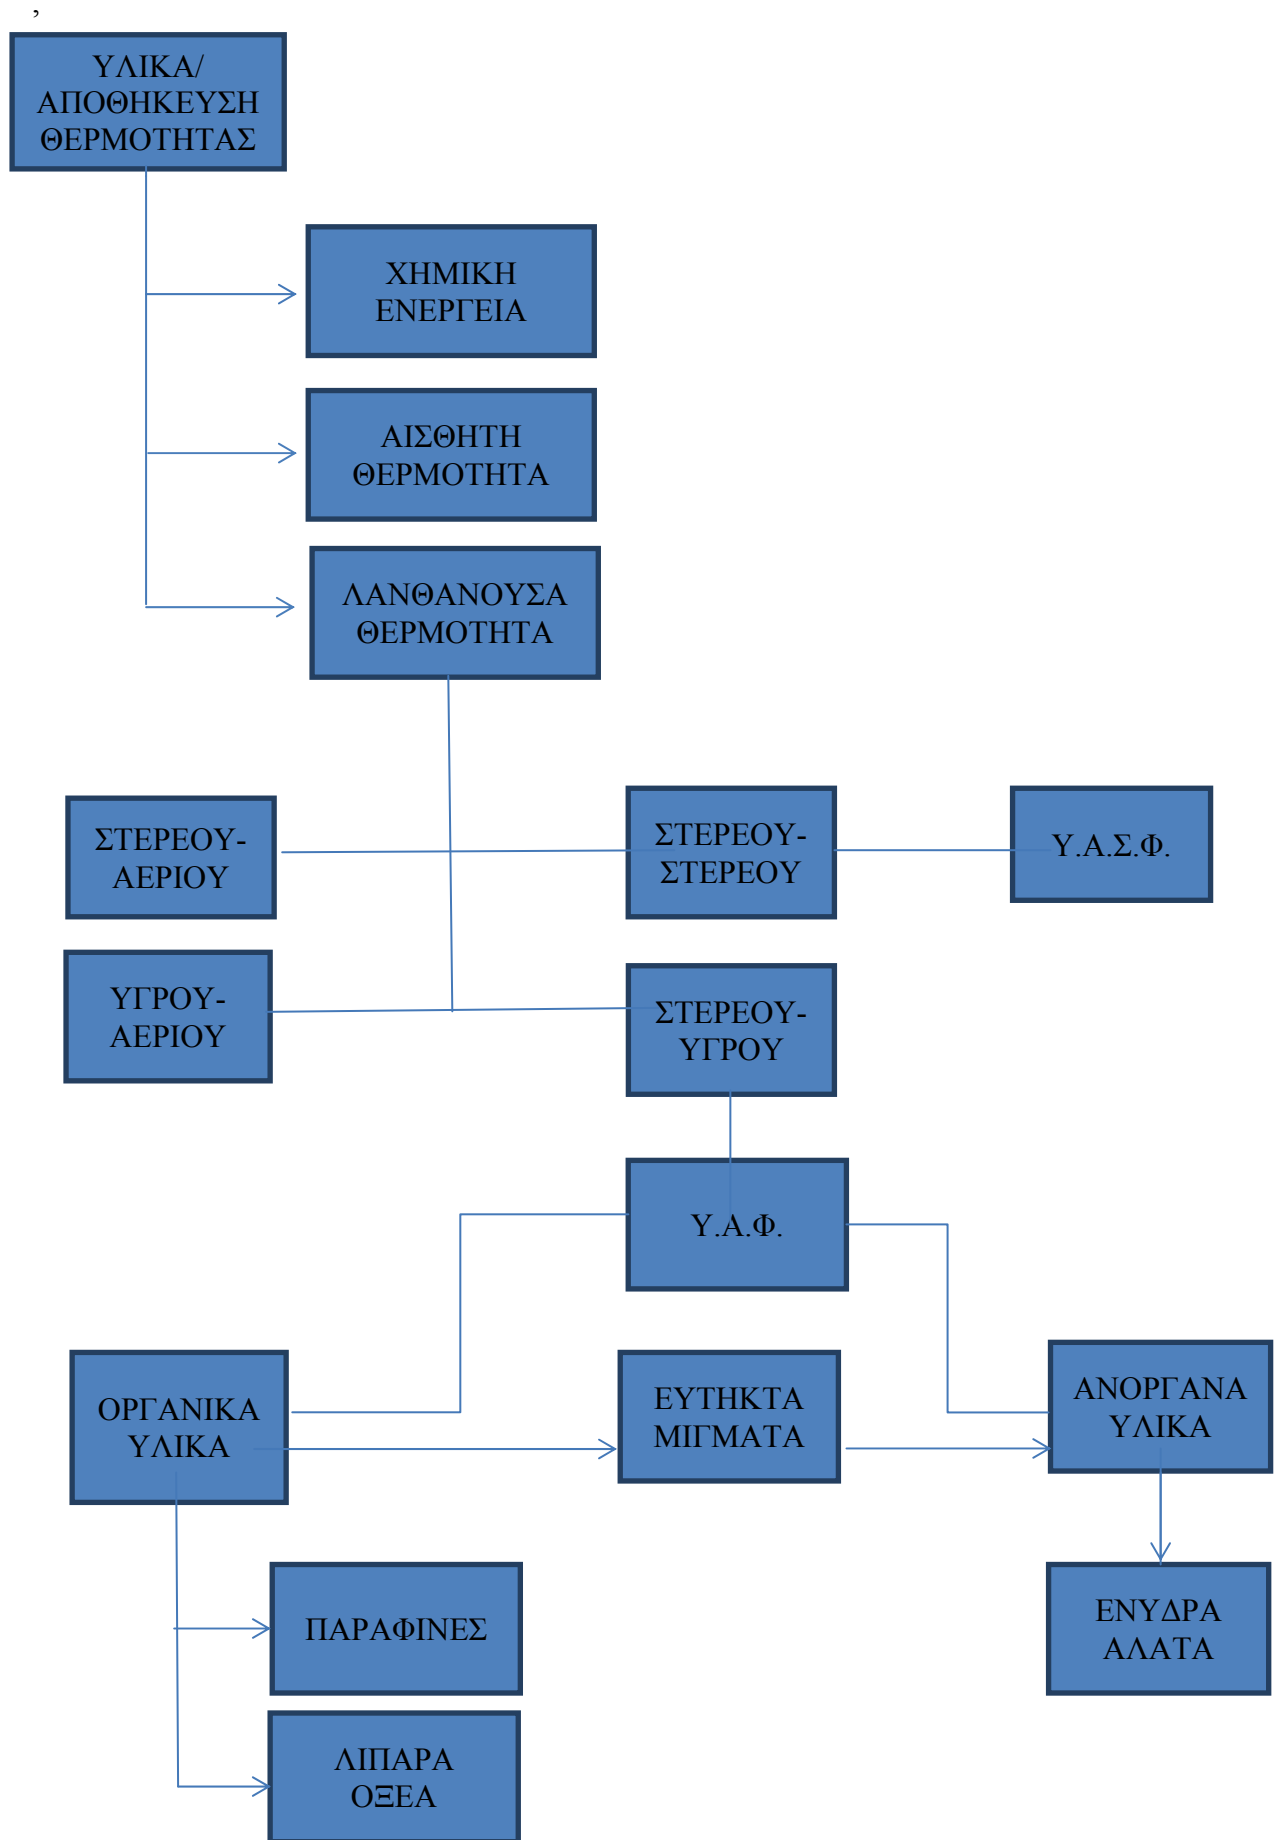 ,
ΥΛΙΚΑ/
ΑΠΟΘΗΚΕΥΣΗ
ΘΕΡΜΟΤΗΤΑΣ
ΧΗΜΙΚΗ
ΕΝΕΡΓΕΙΑ
ΑΙΣΘΗΤΗ
ΘΕΡΜΟΤΗΤΑ
ΛΑΝΘΑΝΟΥΣΑ
ΘΕΡΜΟΤΗΤΑ
ΣΤΕΡΕΟΥ-
ΑΕΡΙΟΥ
ΣΤΕΡΕΟΥ-
ΣΤΕΡΕΟΥ
Υ.Α.Σ.Φ.
ΥΓΡΟΥ-
ΑΕΡΙΟΥ
ΣΤΕΡΕΟΥ-
ΥΓΡΟΥ
Υ.Α.Φ.
ΟΡΓΑΝΙΚΑ
ΥΛΙΚΑ
ΕΥΤΗΚΤΑ
ΜΙΓΜΑΤΑ
ΑΝΟΡΓΑΝΑ
ΥΛΙΚΑ
ΠΑΡΑΦΙΝΕΣ
ΕΝΥΔΡΑ
ΑΛΑΤΑ
ΛΙΠΑΡΑ
ΟΞΕΑ